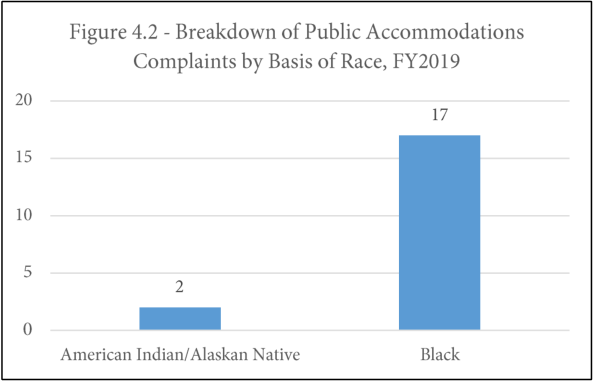 Figure 4.2 - Breakdown of Public Accommodations
Complaints by Basis of Race, FY2019
20
15
10
5
0
2
17
American Indian/Alaskan Native
Black